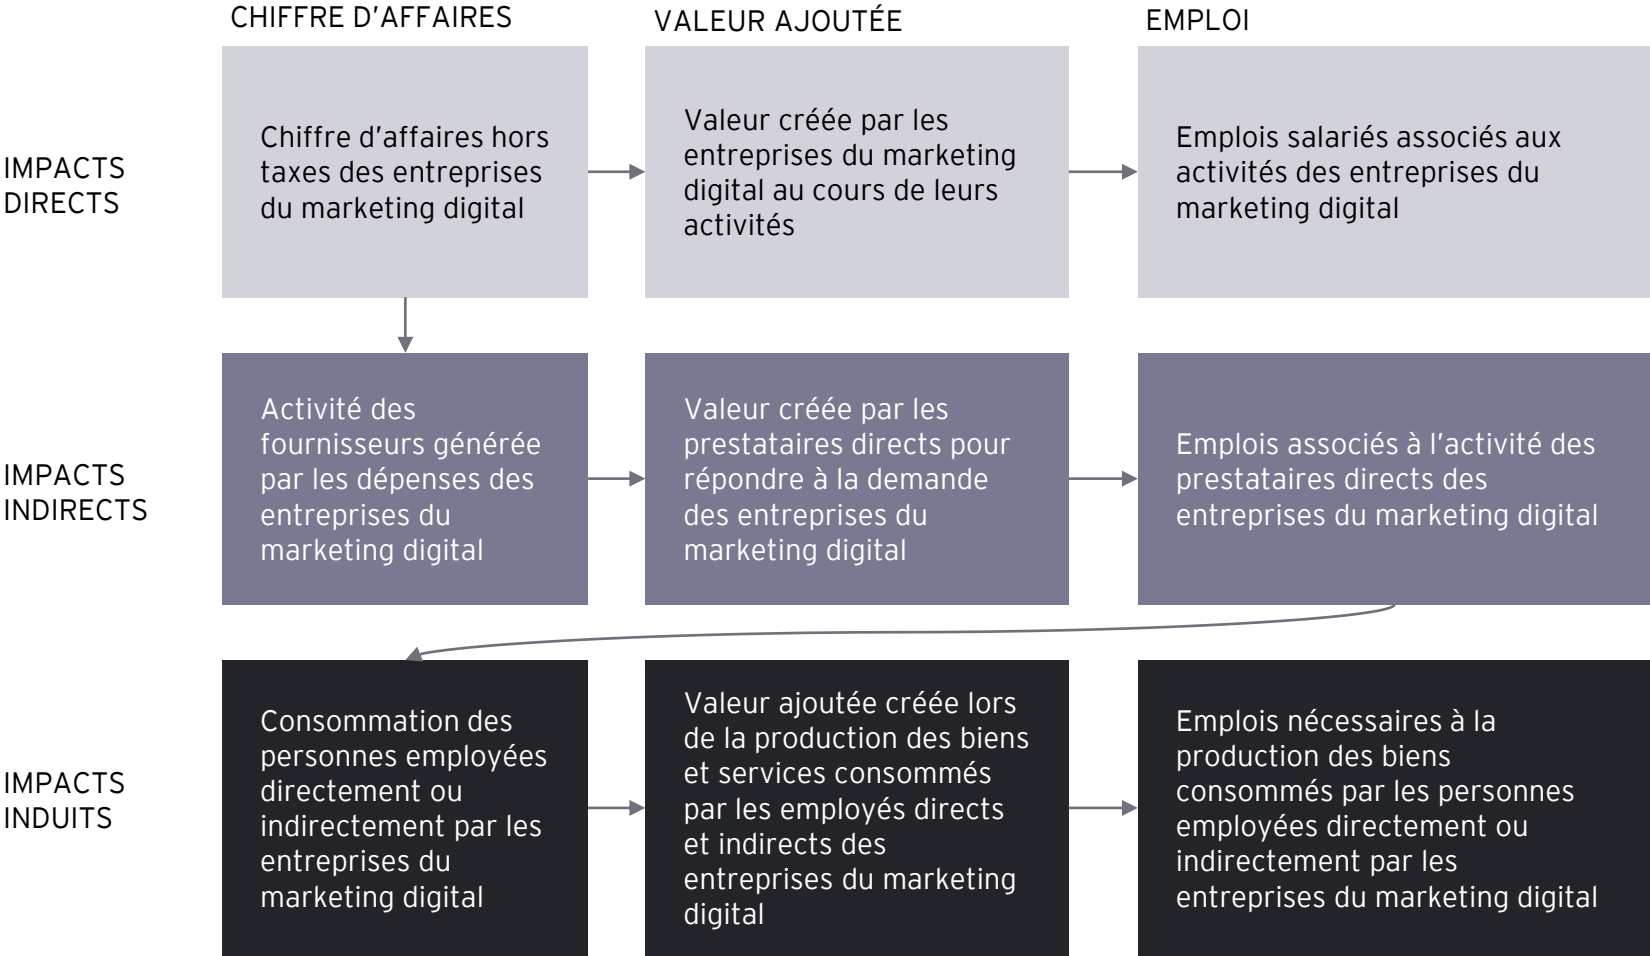 CHIFFRE D'AFFAIRES
VALEUR AJOUTÉE
EMPLOI
IMPACTS
DIRECTS
Chiffre d'affaires hors
taxes des entreprises
du marketing digital
Valeur créée par les
entreprises du marketing
digital au cours de leurs
activités
Emplois salariés associés aux
activités des entreprises du
marketing digital
IMPACTS
INDIRECTS
Activité des
fournisseurs générée
par les dépenses des
entreprises du
marketing digital
Valeur créée par les
prestataires directs pour
répondre à la demande
des entreprises du
marketing digital
Emplois associés à l'activité des
prestataires directs des
entreprises du marketing digital
IMPACTS
INDUITS
Consommation des
personnes employées
directement ou
indirectement par les
entreprises du
marketing digital
Valeur ajoutée créée lors
de la production des biens
et services consommés
par les employés directs
et indirects des
entreprises du marketing
digital
Emplois nécessaires à la
production des biens
consommés par les personnes
employées directement ou
indirectement par les
entreprises du marketing digital